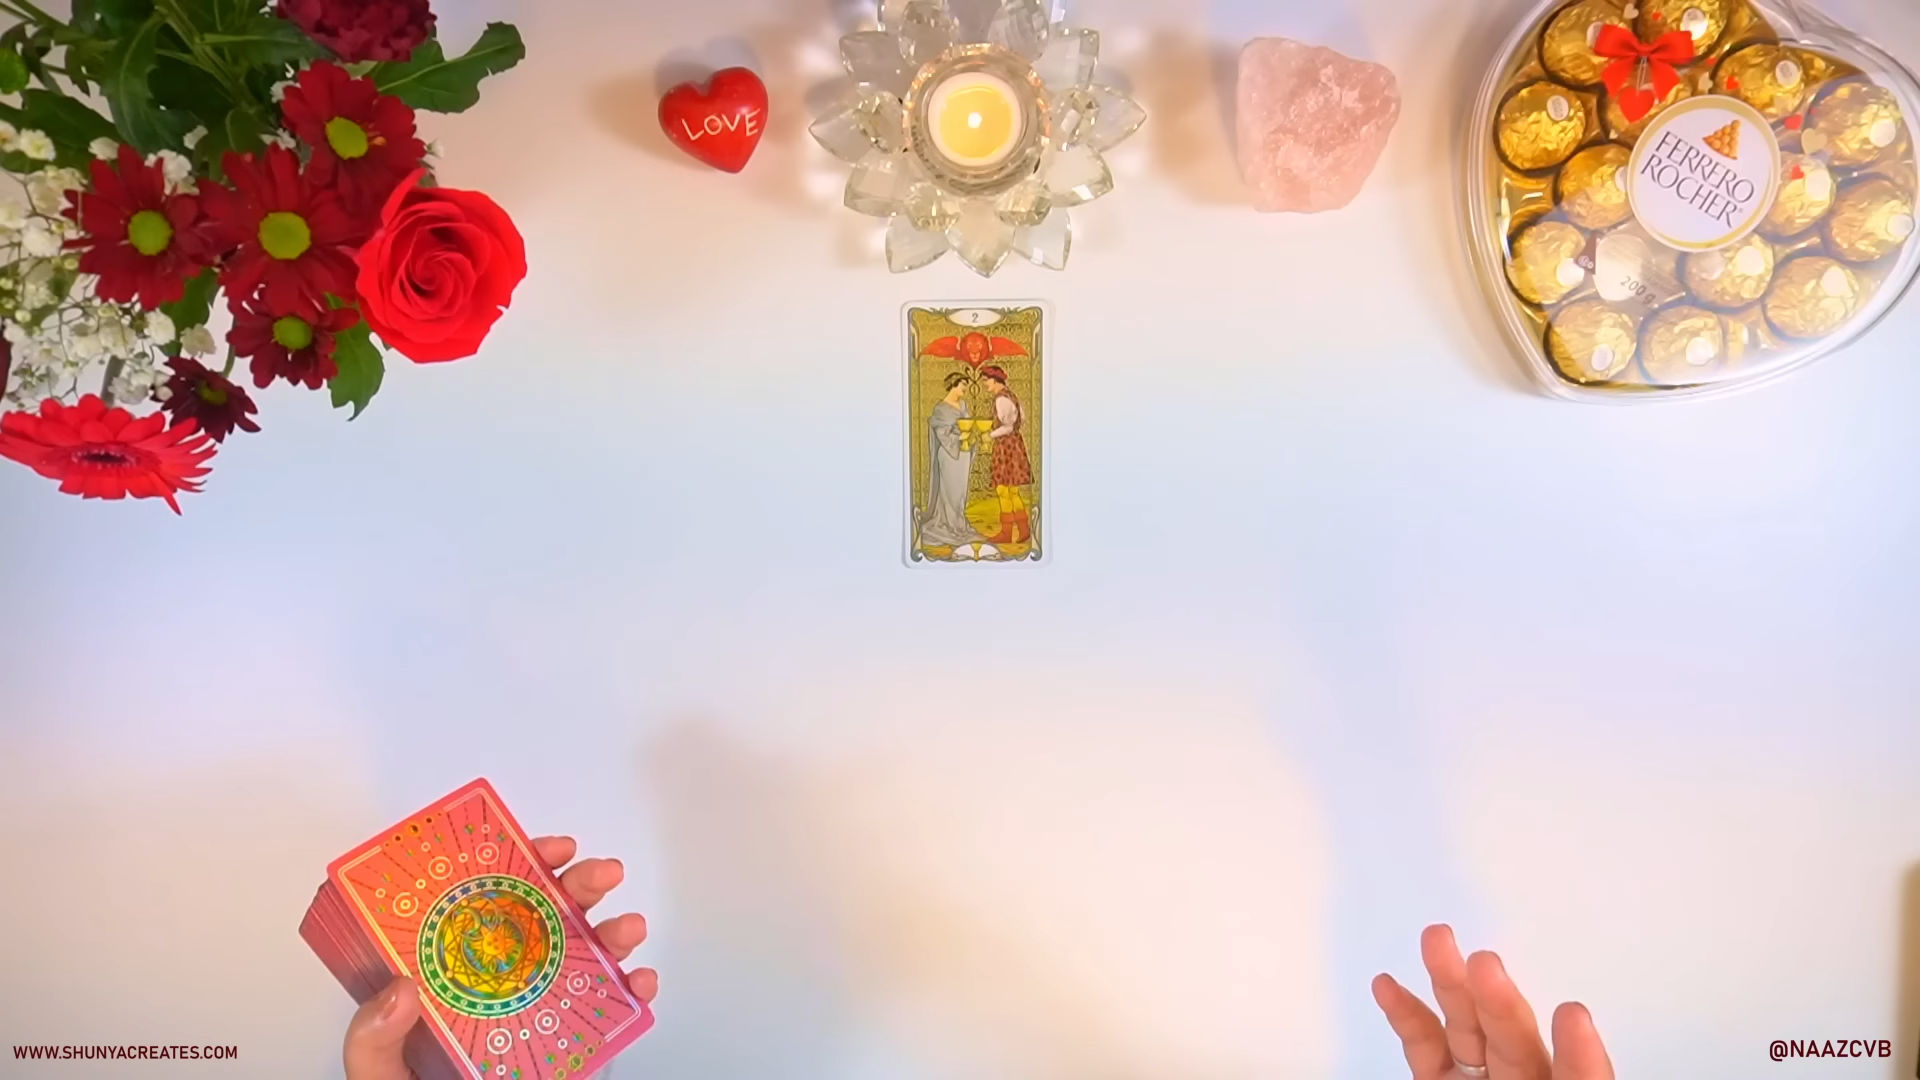 LOVE
FERRERO
ROCHER
200 g
2
WWW.SHUNYACREATES.COM
@NAAZCVB